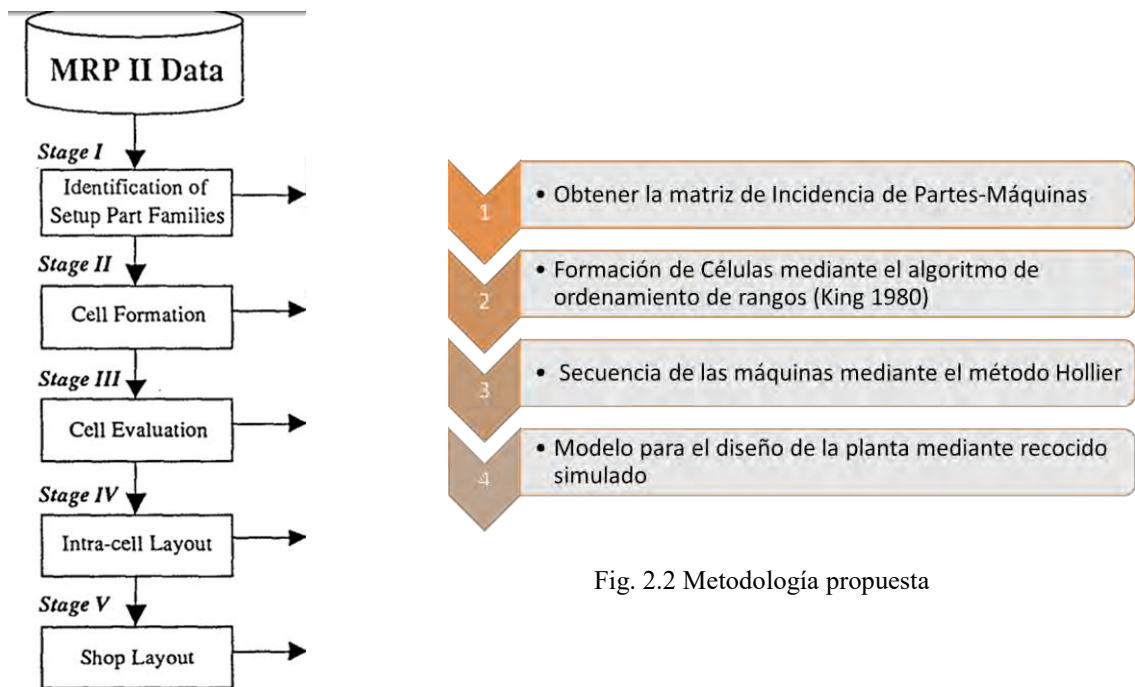 MRP II Data
Stage I
Identification of
Setup Part Families
Stage II
Cell Formation
Stage III
Cell Evaluation
Stage IV
Intra-cell Layout
Stage V
Shop Layout
1
• Obtener la matriz de Incidencia de Partes-Máquinas
2
• Formación de Células mediante el algoritmo de
ordenamiento de rangos (King 1980)
3
• Secuencia de las máquinas mediante el método Hollier
4
• Modelo para el diseño de la planta mediante recocido
simulado
Fig. 2.2 Metodología propuesta